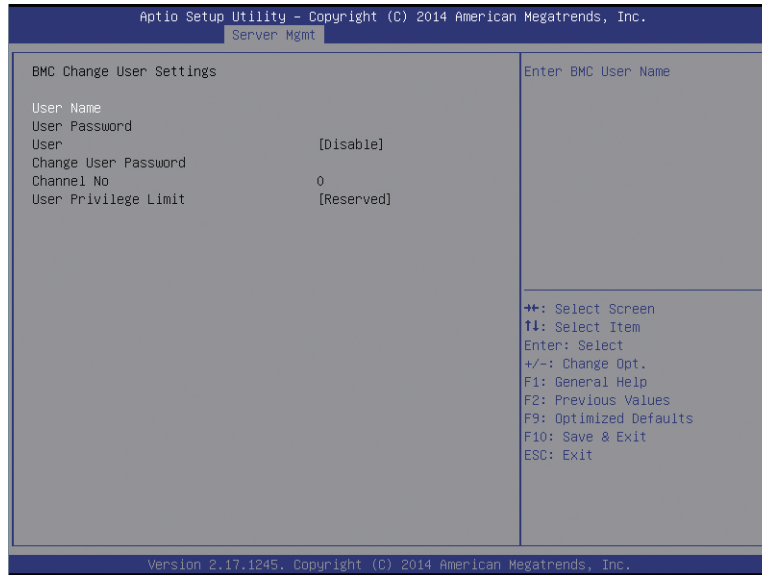 Aptio Setup Utility – Copyright (C) 2014 American Megatrends, Inc.
Server Mgmt
BMC Change User Settings
User Name
User Password
User [Disable]
Change User Password
Channel No 0
User Privilege Limit [Reserved]
Enter BMC User Name
→←: Select Screen
↑↓: Select Item
Enter: Select
+/-: Change Opt.
F1: General Help
F2: Previous Values
F9: Optimized Defaults
F10: Save & Exit
ESC: Exit
Version 2.17.1245. Copyright (C) 2014 American Megatrends, Inc.